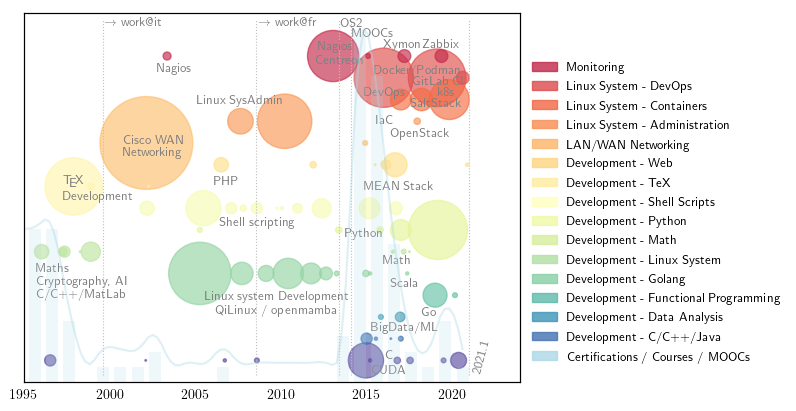 → work@it
→ work@fr
OS2
MOOCs
Nagios
Centreon
Xymon
Zabbix
Nagios
Docker/Podman
GitLab
DevOps
k8s
SaltStack
Linux SysAdmin
IaC
OpenStack
Cisco WAN
Networking
PHP
MEAN Stack
TEX
Development
Shell scripting
Python
Maths
Cryptography, AI
C/C++/MatLab
Math
Scala
Linux system Development
QiLinux / openmamba
Go
BigData/ML
C
CUDA
2021.1
1995
2000
2005
2010
2015
2020
Monitoring
Linux System - DevOps
Linux System - Containers
Linux System - Administration
LAN/WAN Networking
Development - Web
Development - TeX
Development - Shell Scripts
Development - Python
Development - Math
Development - Linux System
Development - Golang
Development - Functional Programming
Development - Data Analysis
Development - C/C++/Java
Certifications / Courses / MOOCs